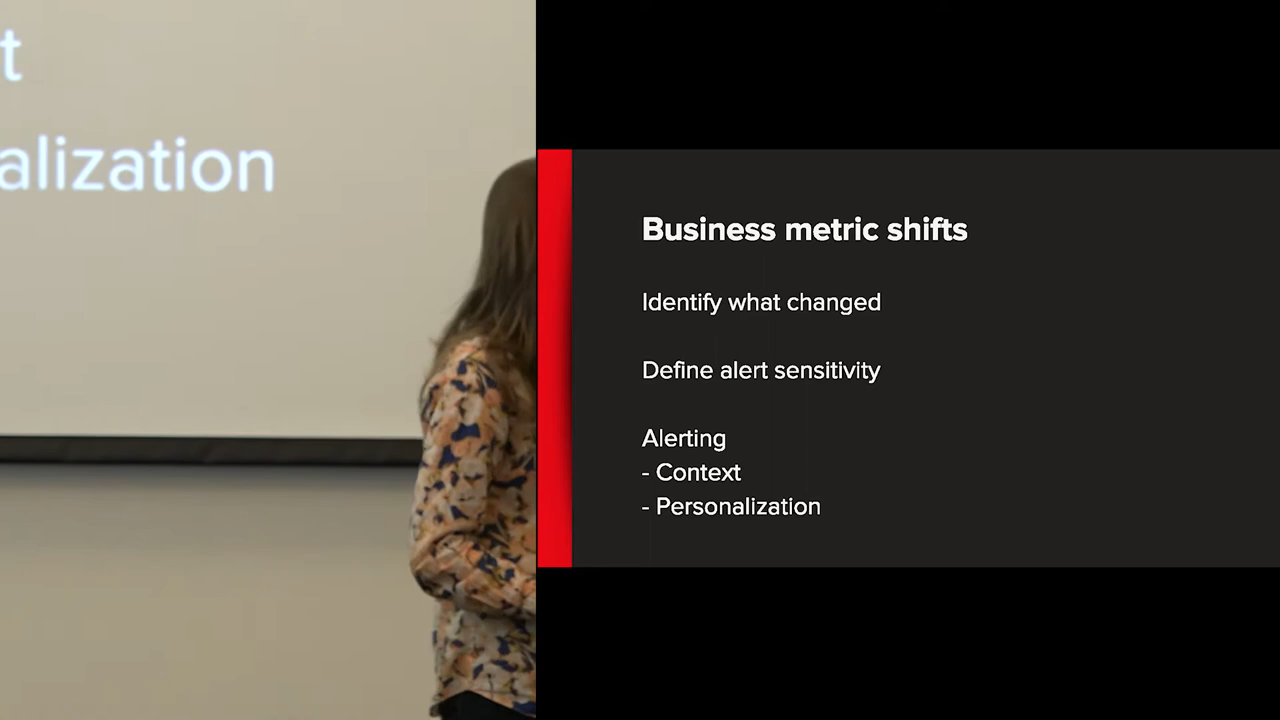 t
alization
Business metric shifts
Identify what changed
Define alert sensitivity
Alerting
- Context
- Personalization